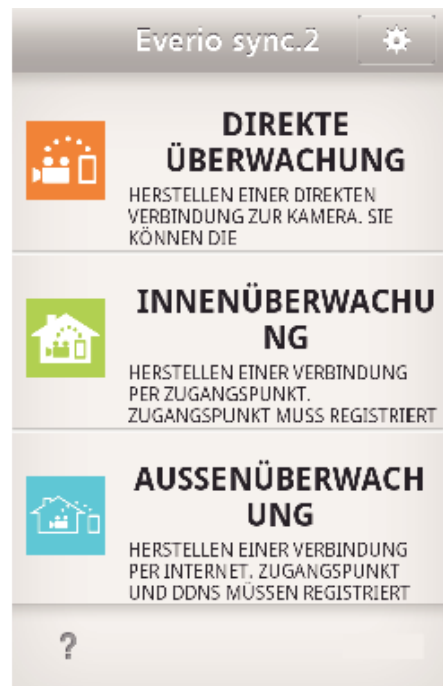 Everio sync.2
DIREKTE
ÜBERWACHUNG
HERSTELLEN EINER DIREKTEN
VERBINDUNG ZUR KAMERA. SIE
KÖNNEN DIE
INNENÜBERWACHU
NG
HERSTELLEN EINER VERBINDUNG
PER ZUGANGSPUNKT.
ZUGANGSPUNKT MUSS REGISTRIERT
AUSSENÜBERWACH
UNG
HERSTELLEN EINER VERBINDUNG
PER INTERNET. ZUGANGSPUNKT
UND DDNS MÜSSEN REGISTRIERT
?